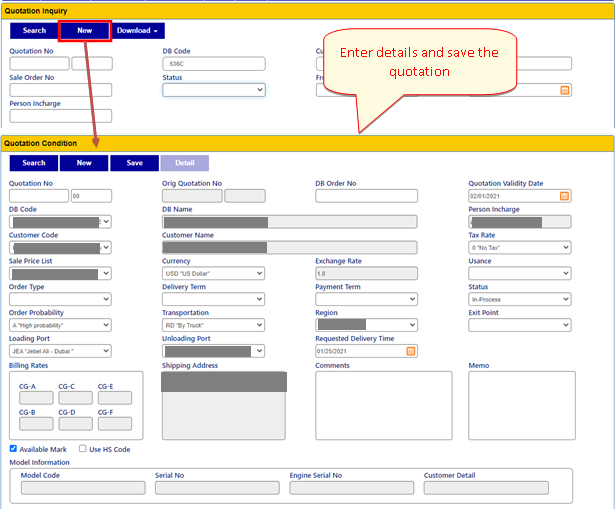 Quotation Inquiry
Search New Download
Quotation No DB Code
536C
Sale Order No Status
Person Incharge
Enter details and save the
quotation
Quotation Condition
Search New Save Detail
Quotation No Orig Quotation No DB Order No Quotation Validity Date
00 02/01/2021
DB Code DB Name Person Incharge
Customer Code Customer Name Tax Rate
0 "No Tax"
Sale Price List Currency Exchange Rate Usance
USD "US Dollar" 1.0
Order Type Delivery Term Payment Term Status
In-Process
Order Probability Transportation Region Exit Point
A "High probability" RD "By Truck"
Loading Port Unloading Port Requested Delivery Time
JEA "Jebel Ali - Dubai " 01/25/2021
Billing Rates Shipping Address Comments Memo
CG-A CG-C CG-E
CG-B CG-D CG-F
Available Mark Use HS Code
Model Information
Model Code Serial No Engine Serial No Customer Detail